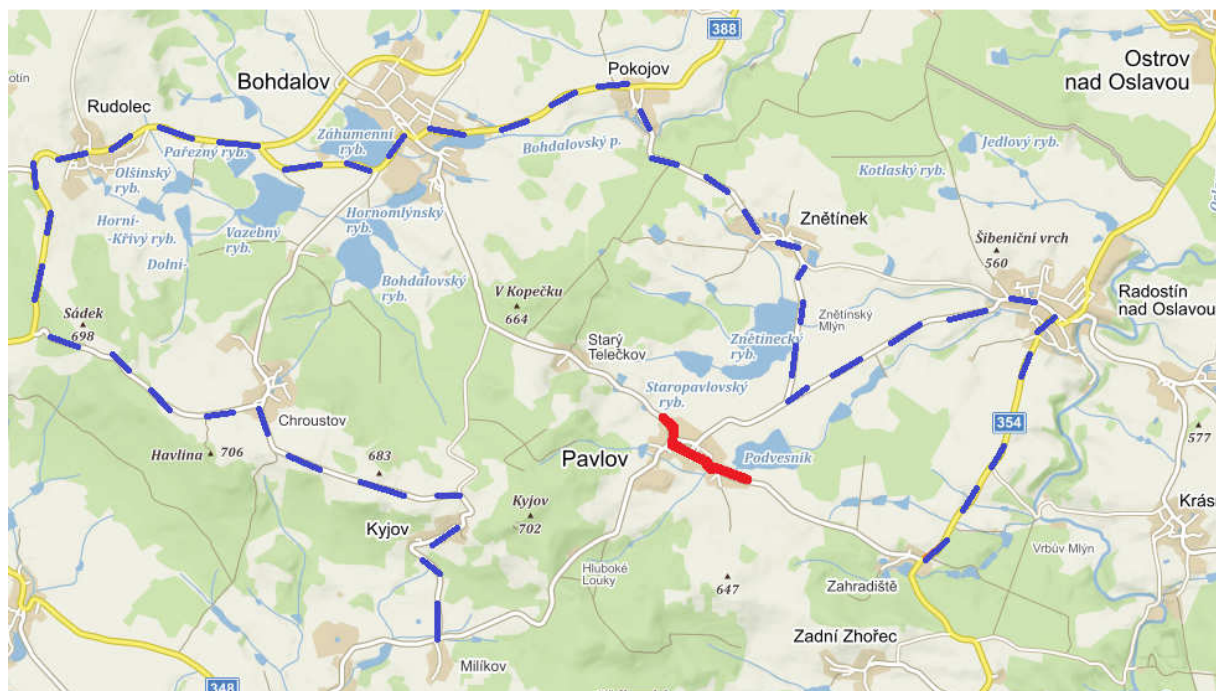 388
Ostrov
nad Oslavou
Pokojov
Bohdalov
Rudolec
Záhumenní
ryb.
Pařezný ryb.
Bohdalovský p.
Jedlový ryb.
Olšinský
ryb.
Kotlaský ryb.
Horní-
-Křivý ryb.
Vazebný
ryb.
Hornomlýnský
ryb.
Znětínek
Šibeniční vrch
560
Dolní-
Bohdalovský
ryb.
V Kopečku
664
Radostín
nad Oslavou
Sádek
698
Znětínský
Mlýn
Starý
Telečkov
Znětínecký
ryb.
Staropavlovský
ryb.
Chroustov
354
577
Havlina 706
683
Pavlov
Podvesník
Kyjov
702
Kyjov
Vrbův Mlýn
Hluboké
Louky
647
Zahradiště
Zadní Zhořec
Milíkov
348